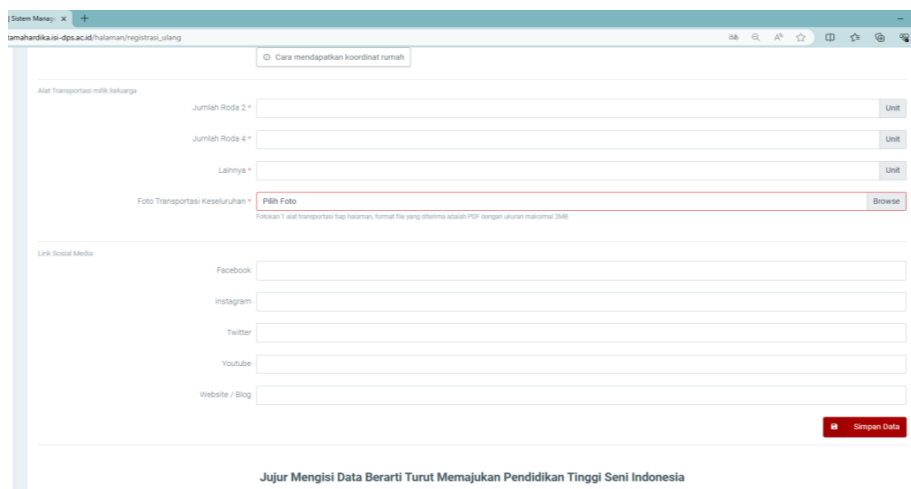 Sistem Manag
tamahardika.isi-dps.ac.id/halaman/registrasi_ulang
Cara mendapatkan koordinat rumah
Alat Transportasi milik keluarga
Jumlah Roda 2 *
Unit
Jumlah Roda 4 *
Unit
Lainnya *
Unit
Foto Transportasi Keseluruhan *
Pilih Foto
Browse
Fotokan 1 alat transportasi tiap halaman, format file yang diterima adalah PDF dengan ukuran maksimal 2MB
Link Sosial Media
Facebook
Instagram
Twitter
Youtube
Website / Blog
Simpan Data
Jujur Mengisi Data Berarti Turut Memajukan Pendidikan Tinggi Seni Indonesia